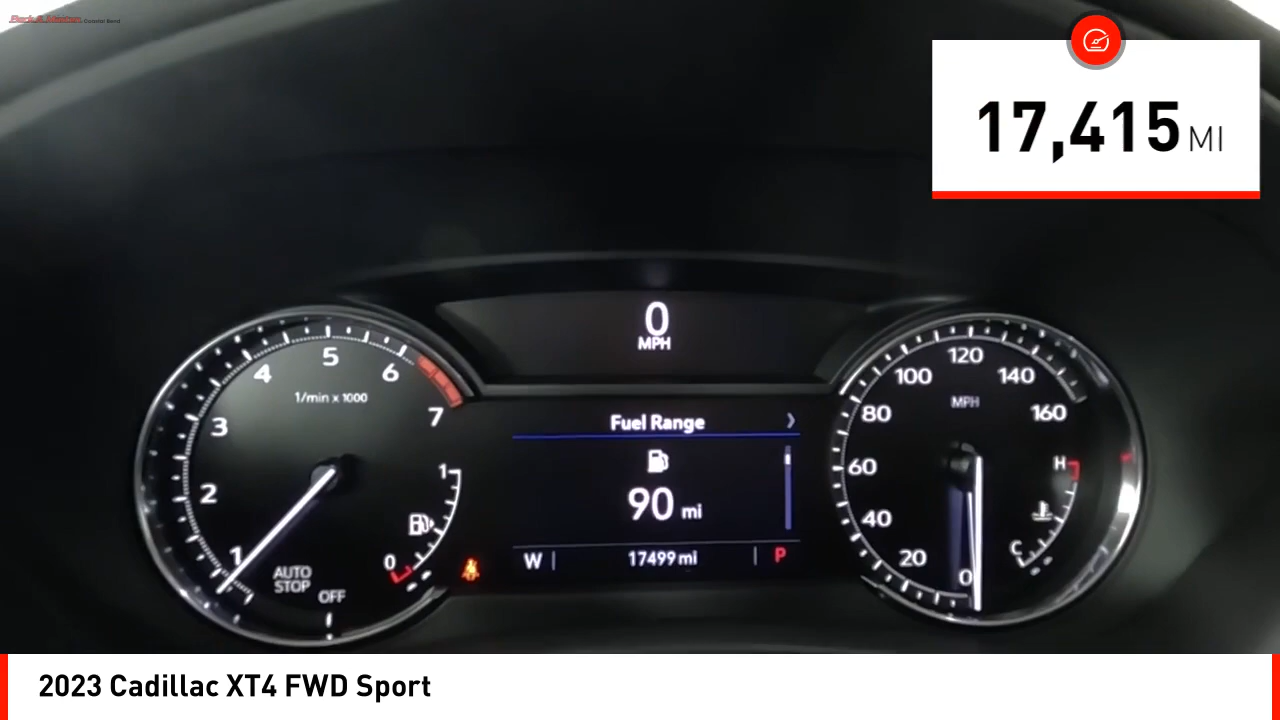 17,415 MI
0
MPH
5
4
6
1/min x 1000
3
7
2
1
1
AUTO
STOP
OFF
0
Fuel Range
90 mi
W
17499 mi
P
120
100
140
MPH
80
160
60
H
40
C
20
0
2023 Cadillac XT4 FWD Sport